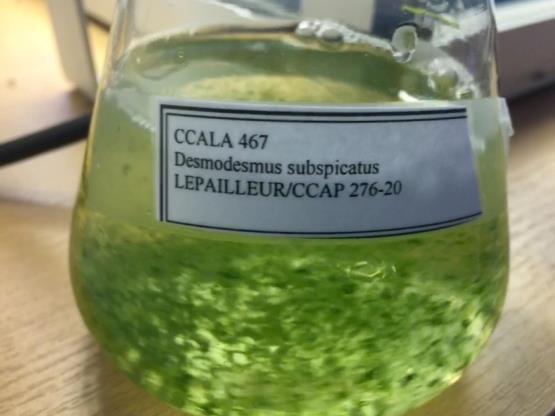 CCALA 467
Desmodesmus subspicatus
LEPAILLEUR/CCAP 276-20